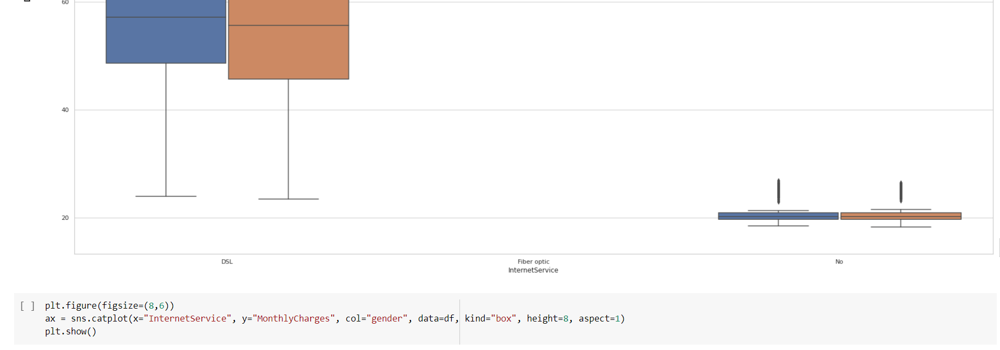 60
40
20
DSL
Fiber optic
No
InternetService
[ ]
plt.figure(figsize=(8,6))
ax = sns.catplot(x="InternetService", y="MonthlyCharges", col="gender", data=df, kind="box", height=8, aspect=1)
plt.show()